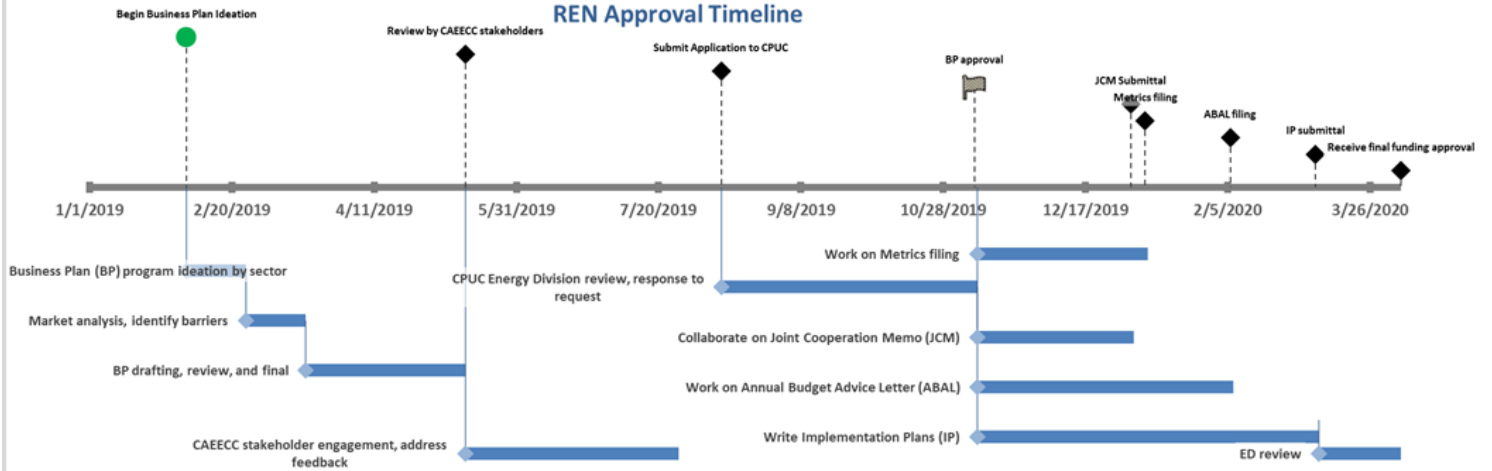 REN Approval Timeline
Begin Business Plan Ideation
Review by CAEECC stakeholders
Submit Application to CPUC
BP approval
JCM Submittal
Metrics filing
ABAL filing
IP submittal
Receive final funding approval
1/1/2019
2/20/2019
4/11/2019
5/31/2019
7/20/2019
9/8/2019
10/28/2019
12/17/2019
2/5/2020
3/26/2020
Work on Metrics filing
Business Plan (BP) program ideation by sector
CPUC Energy Division review, response to
request
Market analysis, identify barriers
Collaborate on Joint Cooperation Memo (JCM)
BP drafting, review, and final
Work on Annual Budget Advice Letter (ABAL)
Write Implementation Plans (IP)
CAEECC stakeholder engagement, address
feedback
ED review